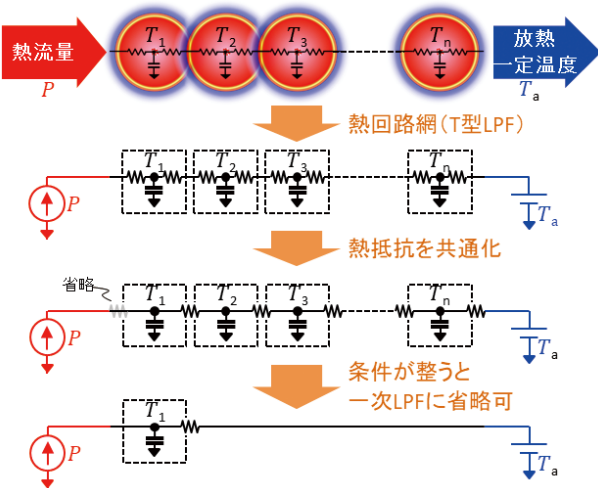 熱流量
P
T1
T2
T3
Tn
放熱
一定温度
Ta
熱回路網(T型LPF)
T1
T2
T3
Tn
P
Ta
熱抵抗を共通化
省略
T1
T2
T3
Tn
P
Ta
条件が整うと
一次LPFに省略可
T1
P
Ta